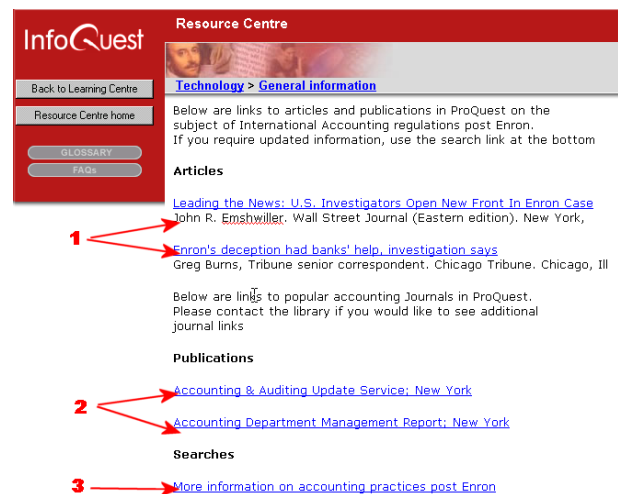 InfoQuest
Resource Centre
Back to Learning Centre
Resource Centre home
GLOSSARY
FAQs
Technology > General information
Below are links to articles and publications in ProQuest on the
subject of International Accounting regulations post Enron.
If you require updated information, use the search link at the bottom
Articles
Leading the News: U.S. Investigators Open New Front In Enron Case
John R. Emshwiller. Wall Street Journal (Eastern edition). New York,
1
Enron's deception had banks' help, investigation says
Greg Burns, Tribune senior correspondent. Chicago Tribune. Chicago, Ill
Below are links to popular accounting Journals in ProQuest.
Please contact the library if you would like to see additional
journal links
Publications
Accounting & Auditing Update Service; New York
2
Accounting Department Management Report; New York
Searches
3
More information on accounting practices post Enron